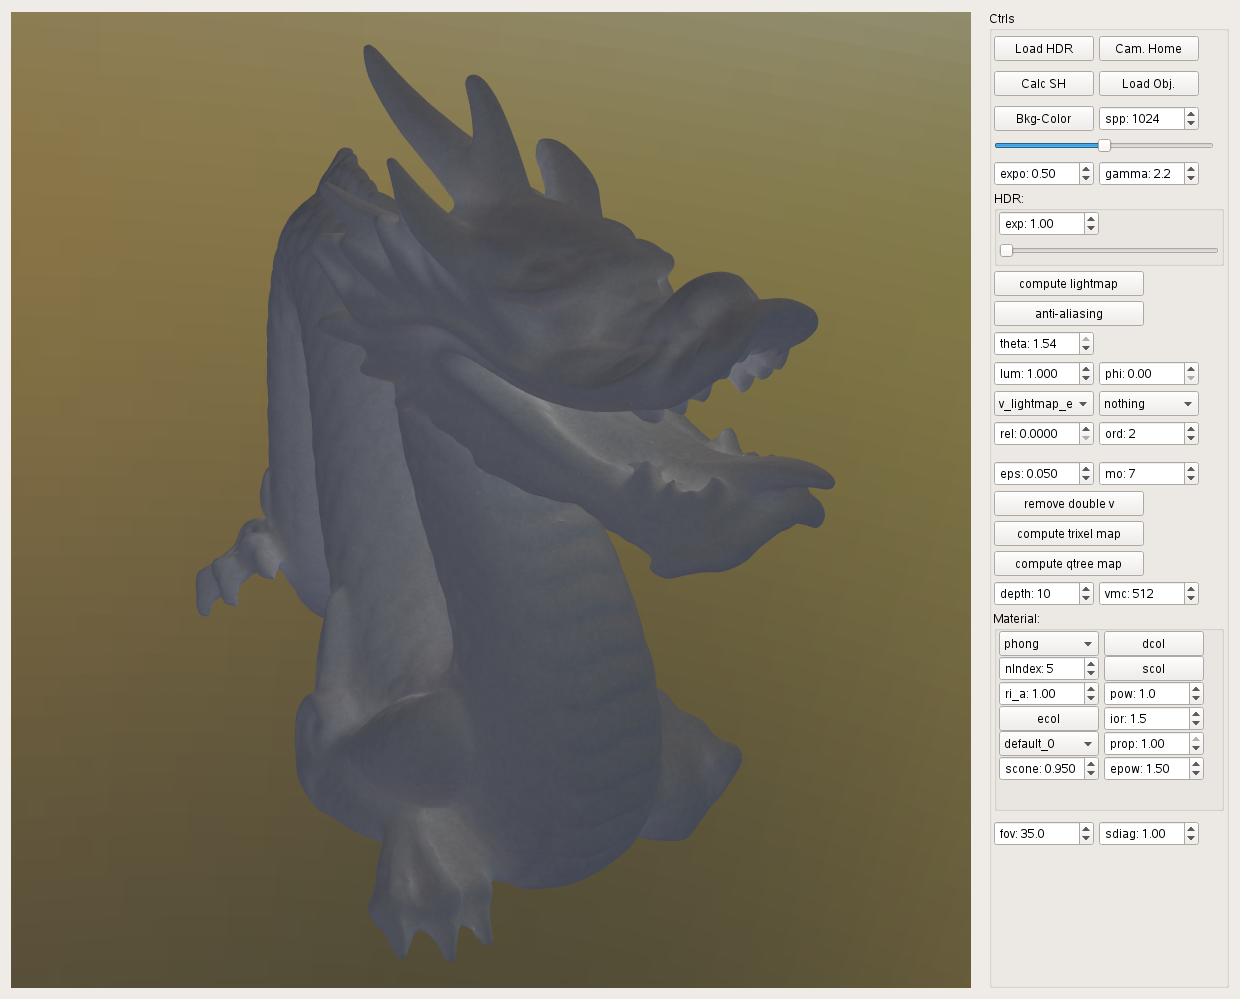 Ctrls
Load HDR Cam. Home
Calc SH Load Obj.
Bkg-Color spp: 1024
expo: 0.50 gamma: 2.2
HDR:
exp: 1.00
compute lightmap
anti-aliasing
theta: 1.54
lum: 1.000 phi: 0.00
v_lightmap_e nothing
rel: 0.0000 ord: 2
eps: 0.050 mo: 7
remove double v
compute trixel map
compute qtree map
depth: 10 vmc: 512
Material:
phong dcol
nIndex: 5 scol
ri_a: 1.00 pow: 1.0
ecol ior: 1.5
default_0 prop: 1.00
scone: 0.950 epow: 1.50
fov: 35.0 sdiag: 1.00